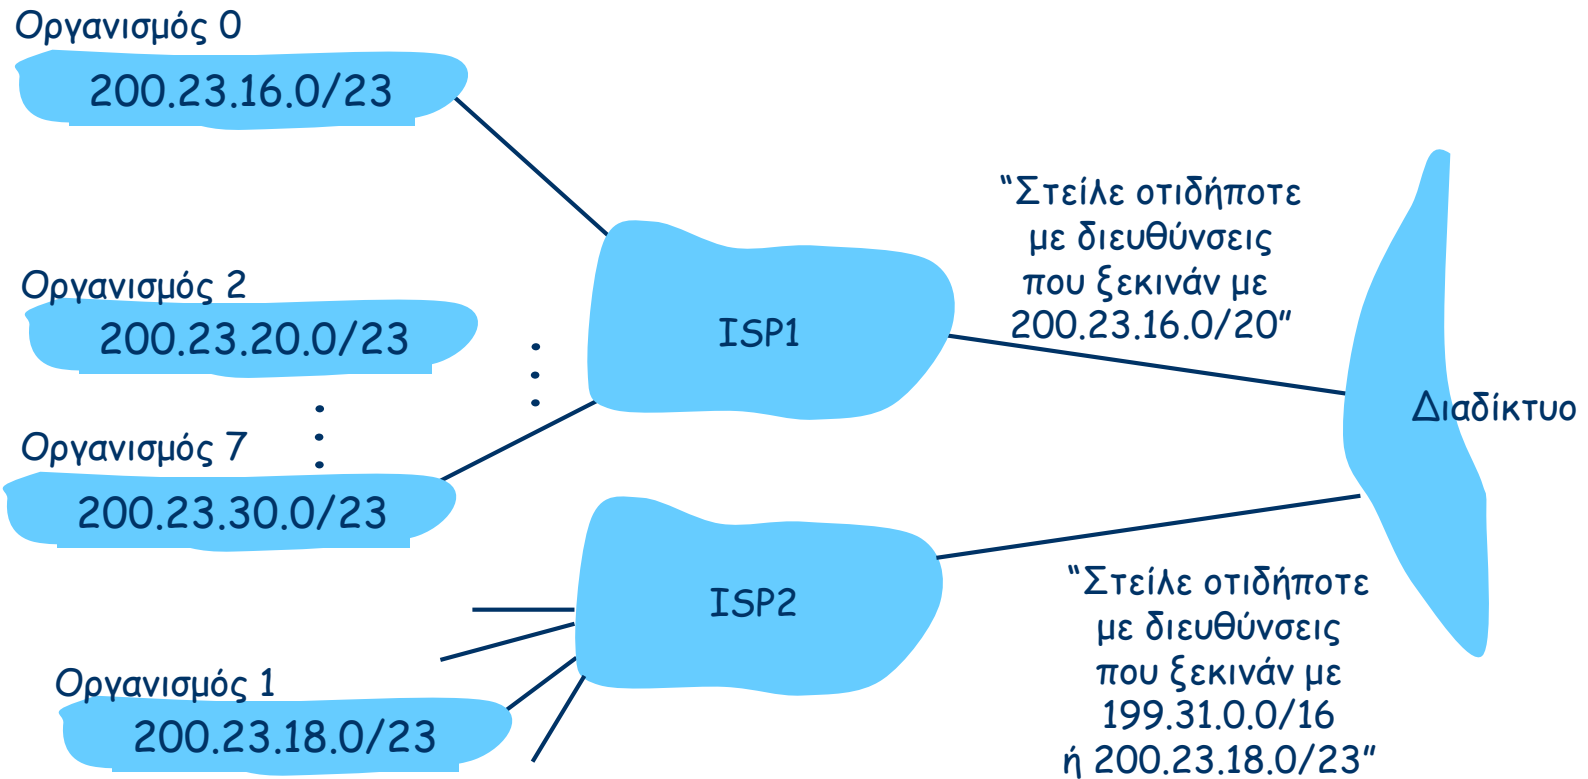 Οργανισμός 0
200.23.16.0/23
Οργανισμός 2
200.23.20.0/23
Οργανισμός 7
200.23.30.0/23
ISP1
“Στείλε οτιδήποτε
με διευθύνσεις
που ξεκινάν με
200.23.16.0/20”
Διαδίκτυο
ISP2
Οργανισμός 1
200.23.18.0/23
“Στείλε οτιδήποτε
με διευθύνσεις
που ξεκινάν με
199.31.0.0/16
ή 200.23.18.0/23”